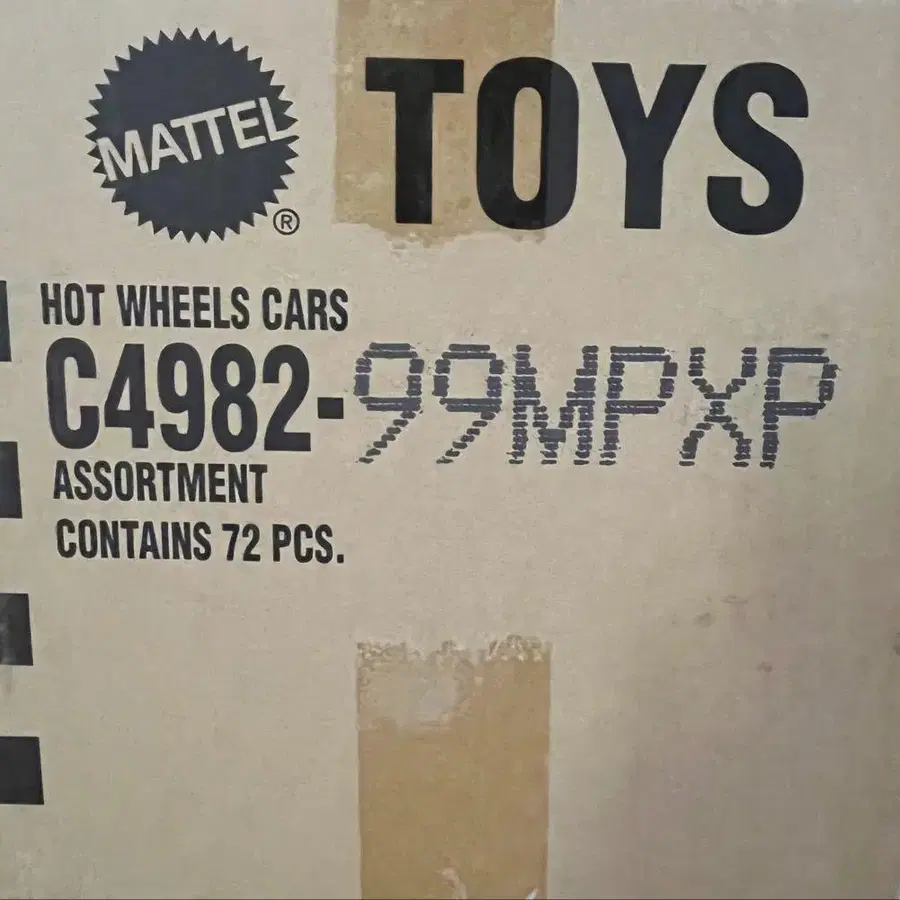 MATTEL ® TOYS
HOT WHEELS CARS
C4982-99MPXP
ASSORTMENT
CONTAINS 72 PCS.